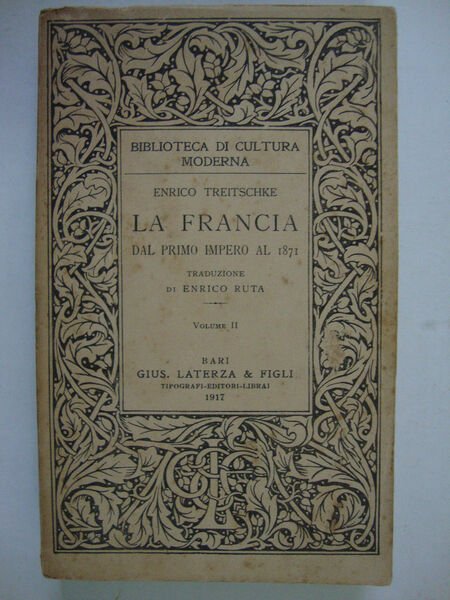 BIBLIOTECA DI CULTURA
MODERNA
ENRICO TREITSCHKE
LA FRANCIA
DAL PRIMO IMPERO AL 1871
TRADUZIONE
DI ENRICO RUTA
VOLUME II
BARI
GIUS. LATERZA & FIGLI
TIPOGRAFI-EDITORI-LIBRAI
1917